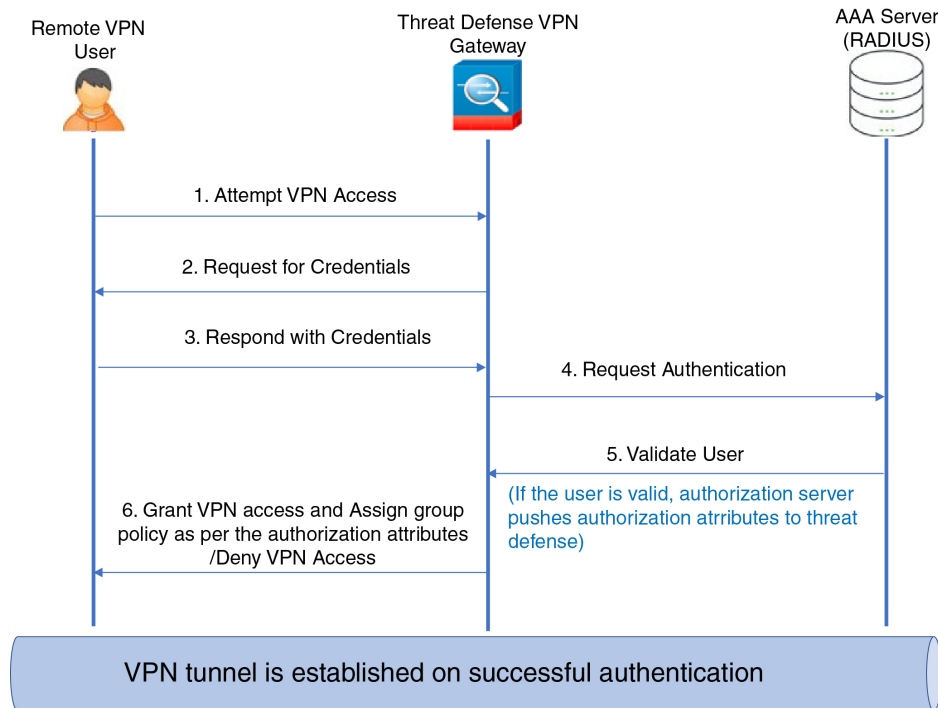 Remote VPN
User
Threat Defense VPN
Gateway
AAA Server
(RADIUS)
1. Attempt VPN Access
2. Request for Credentials
3. Respond with Credentials
4. Request Authentication
5. Validate User
(If the user is valid, authorization server
pushes authorization atrributes to threat
defense)
6. Grant VPN access and Assign group
policy as per the authorization attributes
/Deny VPN Access
VPN tunnel is established on successful authentication